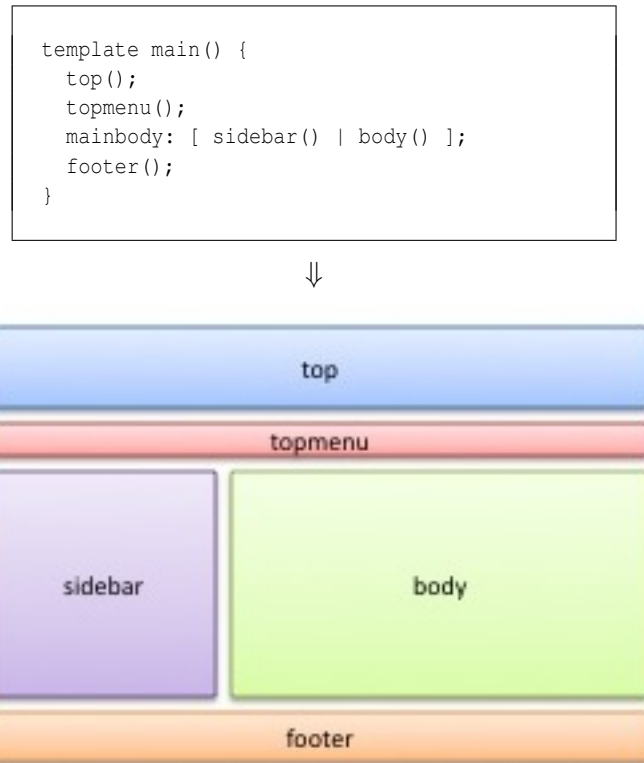 template main() {
  top();
  topmenu();
  mainbody: [ sidebar() | body() ];
  footer();
}
⇓
top
topmenu
sidebar
body
footer